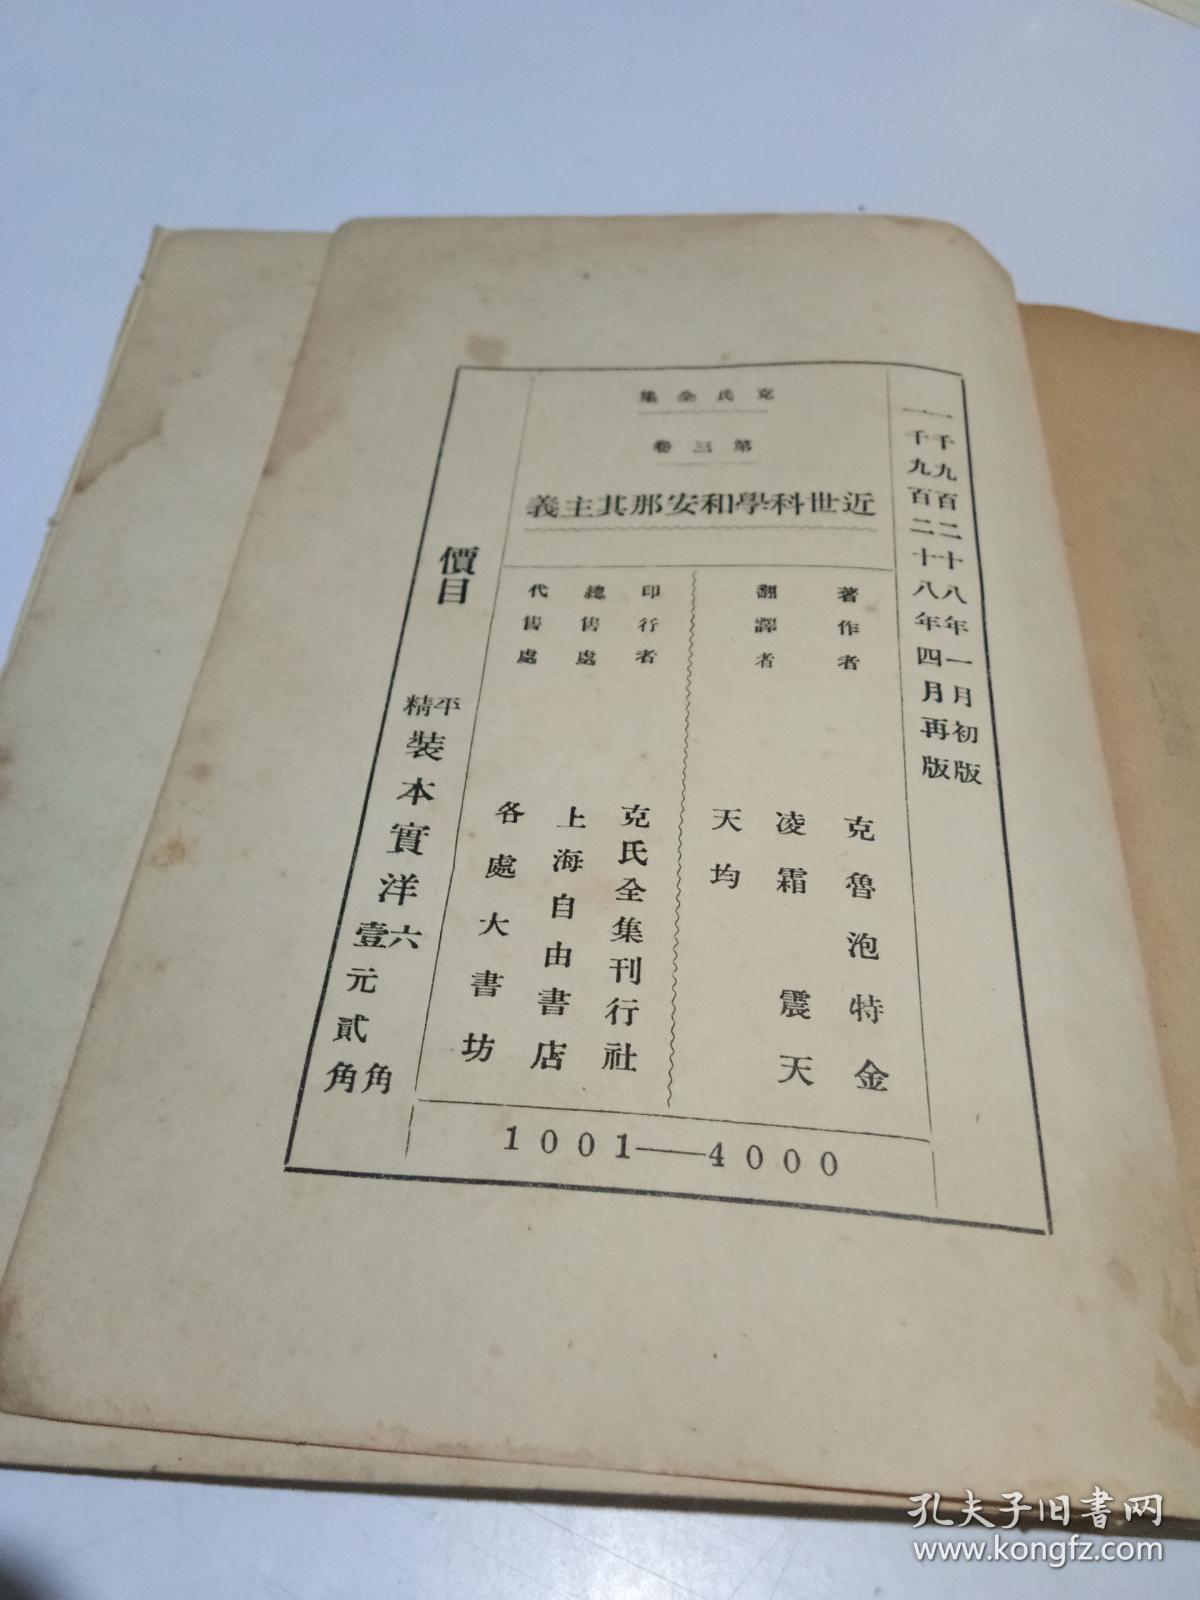 一千九百二十八年一月初版
一千九百二十八年四月再版
克氏全集
第三卷
近世科學和安那其主義
著作者 克魯泡特金
翻譯者 凌霜 震天
天均
印行者 克氏全集刊行社
總售處 上海自由書店
代售處 各處大書坊
1001——4000
價目
平裝本實洋六角
精裝本實洋壹元貳角
孔夫子旧书网
www.kongfz.com